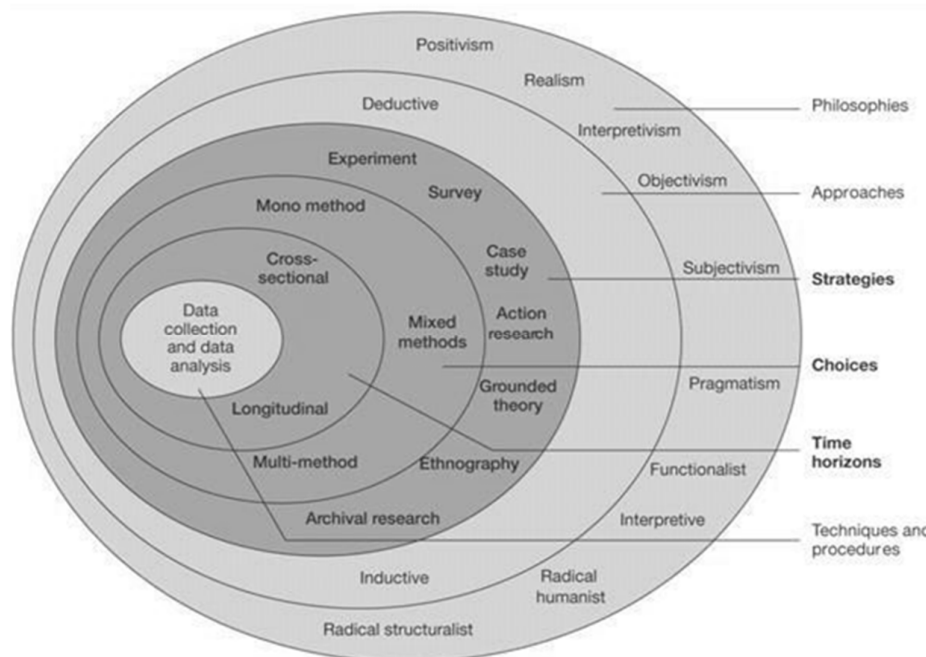 Positivism
Realism
Philosophies
Deductive
Interpretivism
Experiment
Objectivism
Survey
Approaches
Mono method
Case
study
Cross-
sectional
Subjectivism
Strategies
Data
collection
and data
analysis
Action
research
Mixed
methods
Choices
Grounded
theory
Pragmatism
Longitudinal
Time
horizons
Multi-method
Ethnography
Functionalist
Archival research
Interpretive
Techniques and
procedures
Inductive
Radical
humanist
Radical structuralist